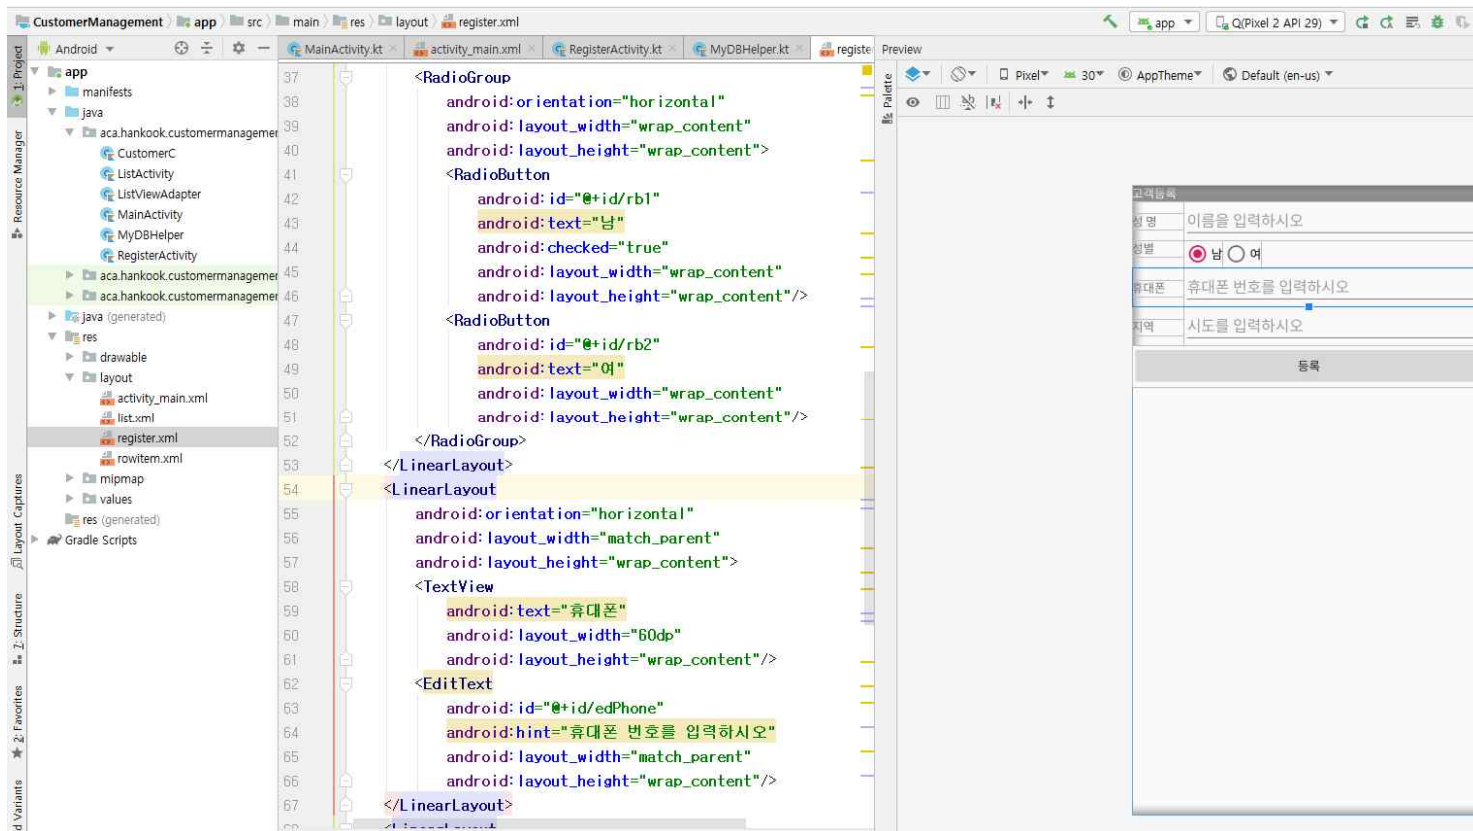 CustomerManagement app src main res layout register.xml
app Q(Pixel 2 API 29)
Android
MainActivity.kt activity_main.xml RegisterActivity.kt MyDBHelper.kt registe
Preview
1: Project
Resource Manager
Layout Captures
Z: Structure
2: Favorites
d Variants
app
manifests
java
aca.hankook.customermanagemer
CustomerC
ListActivity
ListViewAdapter
MainActivity
MyDBHelper
RegisterActivity
aca.hankook.customermanagemer
aca.hankook.customermanagemer
java (generated)
res
drawable
layout
activity_main.xml
list.xml
register.xml
rowitem.xml
mipmap
values
res (generated)
Gradle Scripts
37 <RadioGroup
38 android:orientation="horizontal"
39 android:layout_width="wrap_content"
40 android:layout_height="wrap_content">
41 <RadioButton
42 android:id="@+id/rb1"
43 android:text="남"
44 android:checked="true"
45 android:layout_width="wrap_content"
46 android:layout_height="wrap_content"/>
47 <RadioButton
48 android:id="@+id/rb2"
49 android:text="여"
50 android:layout_width="wrap_content"
51 android:layout_height="wrap_content"/>
52 </RadioGroup>
53 </LinearLayout>
54 <LinearLayout
55 android:orientation="horizontal"
56 android:layout_width="match_parent"
57 android:layout_height="wrap_content">
58 <TextView
59 android:text="휴대폰"
60 android:layout_width="60dp"
61 android:layout_height="wrap_content"/>
62 <EditText
63 android:id="@+id/edPhone"
64 android:hint="휴대폰 번호를 입력하시오"
65 android:layout_width="match_parent"
66 android:layout_height="wrap_content"/>
67 </LinearLayout>
68 <LinearLayout
Palette
Pixel 30 AppTheme Default (en-us)
고객등록
성명 이름을 입력하시오
성별 남 여
휴대폰 휴대폰 번호를 입력하시오
지역 시도를 입력하시오
등록